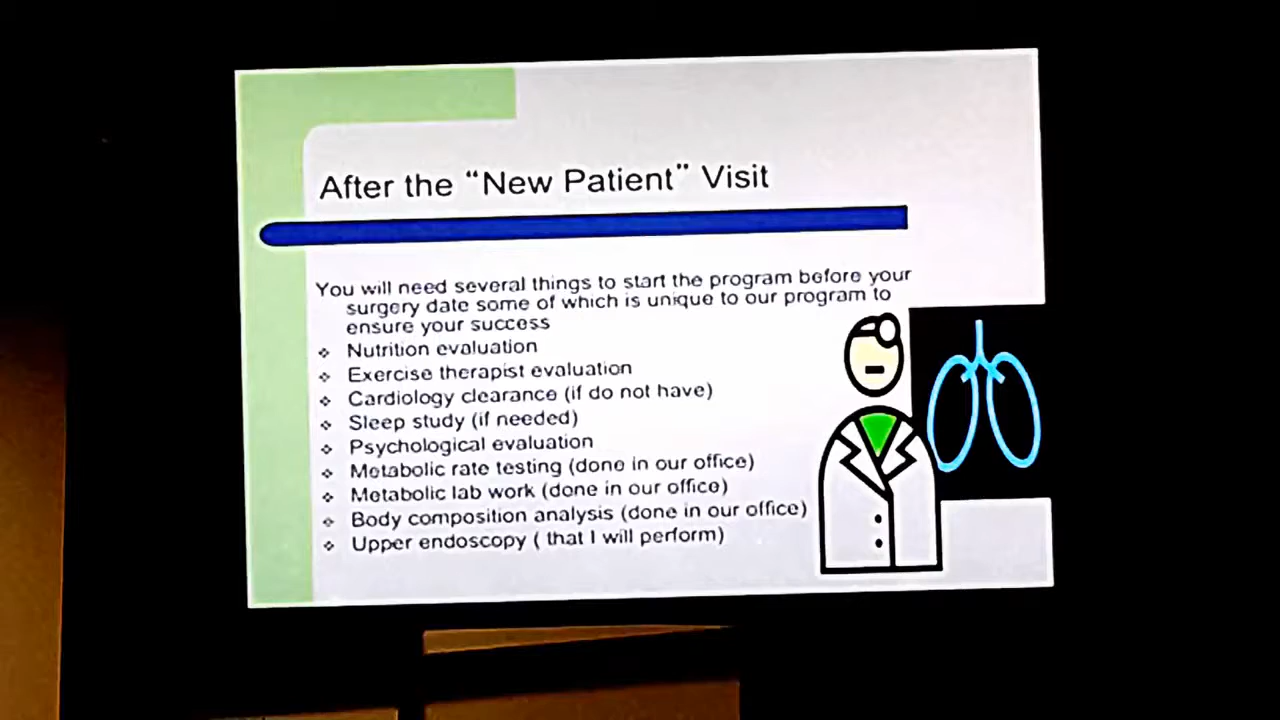 After the “New Patient” Visit
You will need several things to start the program before your
surgery date some of which is unique to our program to
ensure your success
Nutrition evaluation
Exercise therapist evaluation
Cardiology clearance (if do not have)
Sleep study (if needed)
Psychological evaluation
Metabolic rate testing (done in our office)
Metabolic lab work (done in our office)
Body composition analysis (done in our office)
Upper endoscopy ( that I will perform)